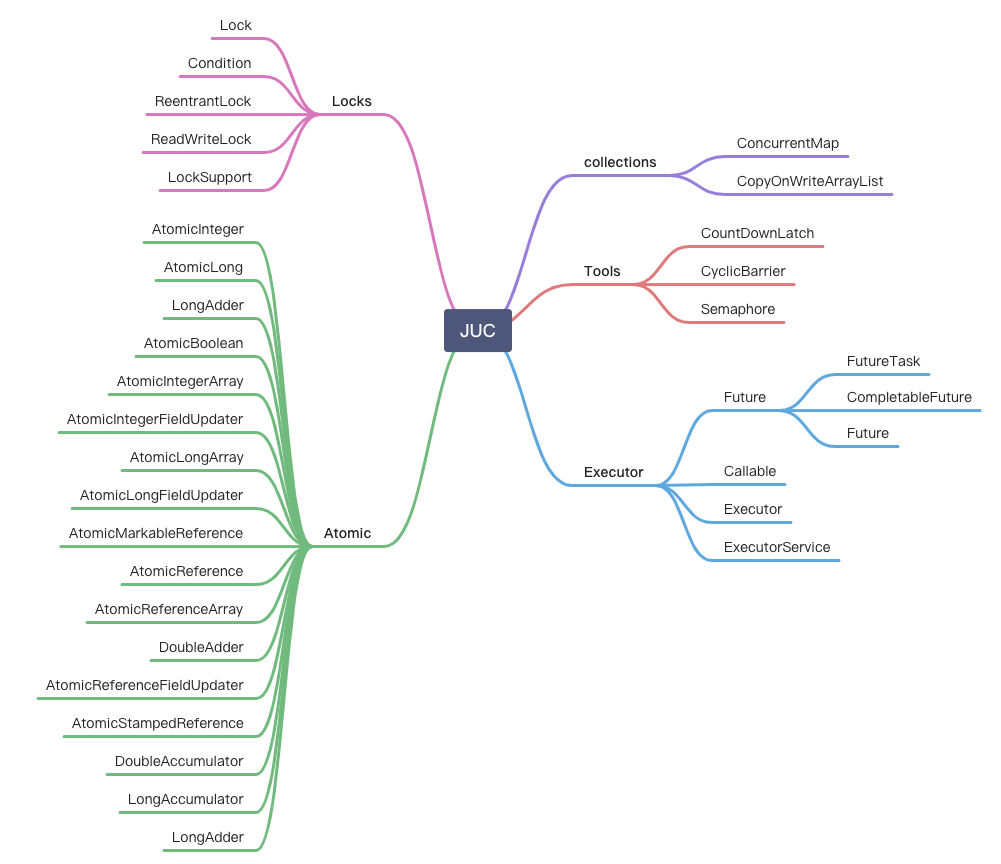 JUC
Locks
Lock
Condition
ReentrantLock
ReadWriteLock
LockSupport
Atomic
AtomicInteger
AtomicLong
LongAdder
AtomicBoolean
AtomicIntegerArray
AtomicIntegerFieldUpdater
AtomicLongArray
AtomicLongFieldUpdater
AtomicMarkableReference
AtomicReference
AtomicReferenceArray
DoubleAdder
AtomicReferenceFieldUpdater
AtomicStampedReference
DoubleAccumulator
LongAccumulator
LongAdder
collections
ConcurrentMap
CopyOnWriteArrayList
Tools
CountDownLatch
CyclicBarrier
Semaphore
Executor
Future
FutureTask
CompletableFuture
Future
Callable
Executor
ExecutorService